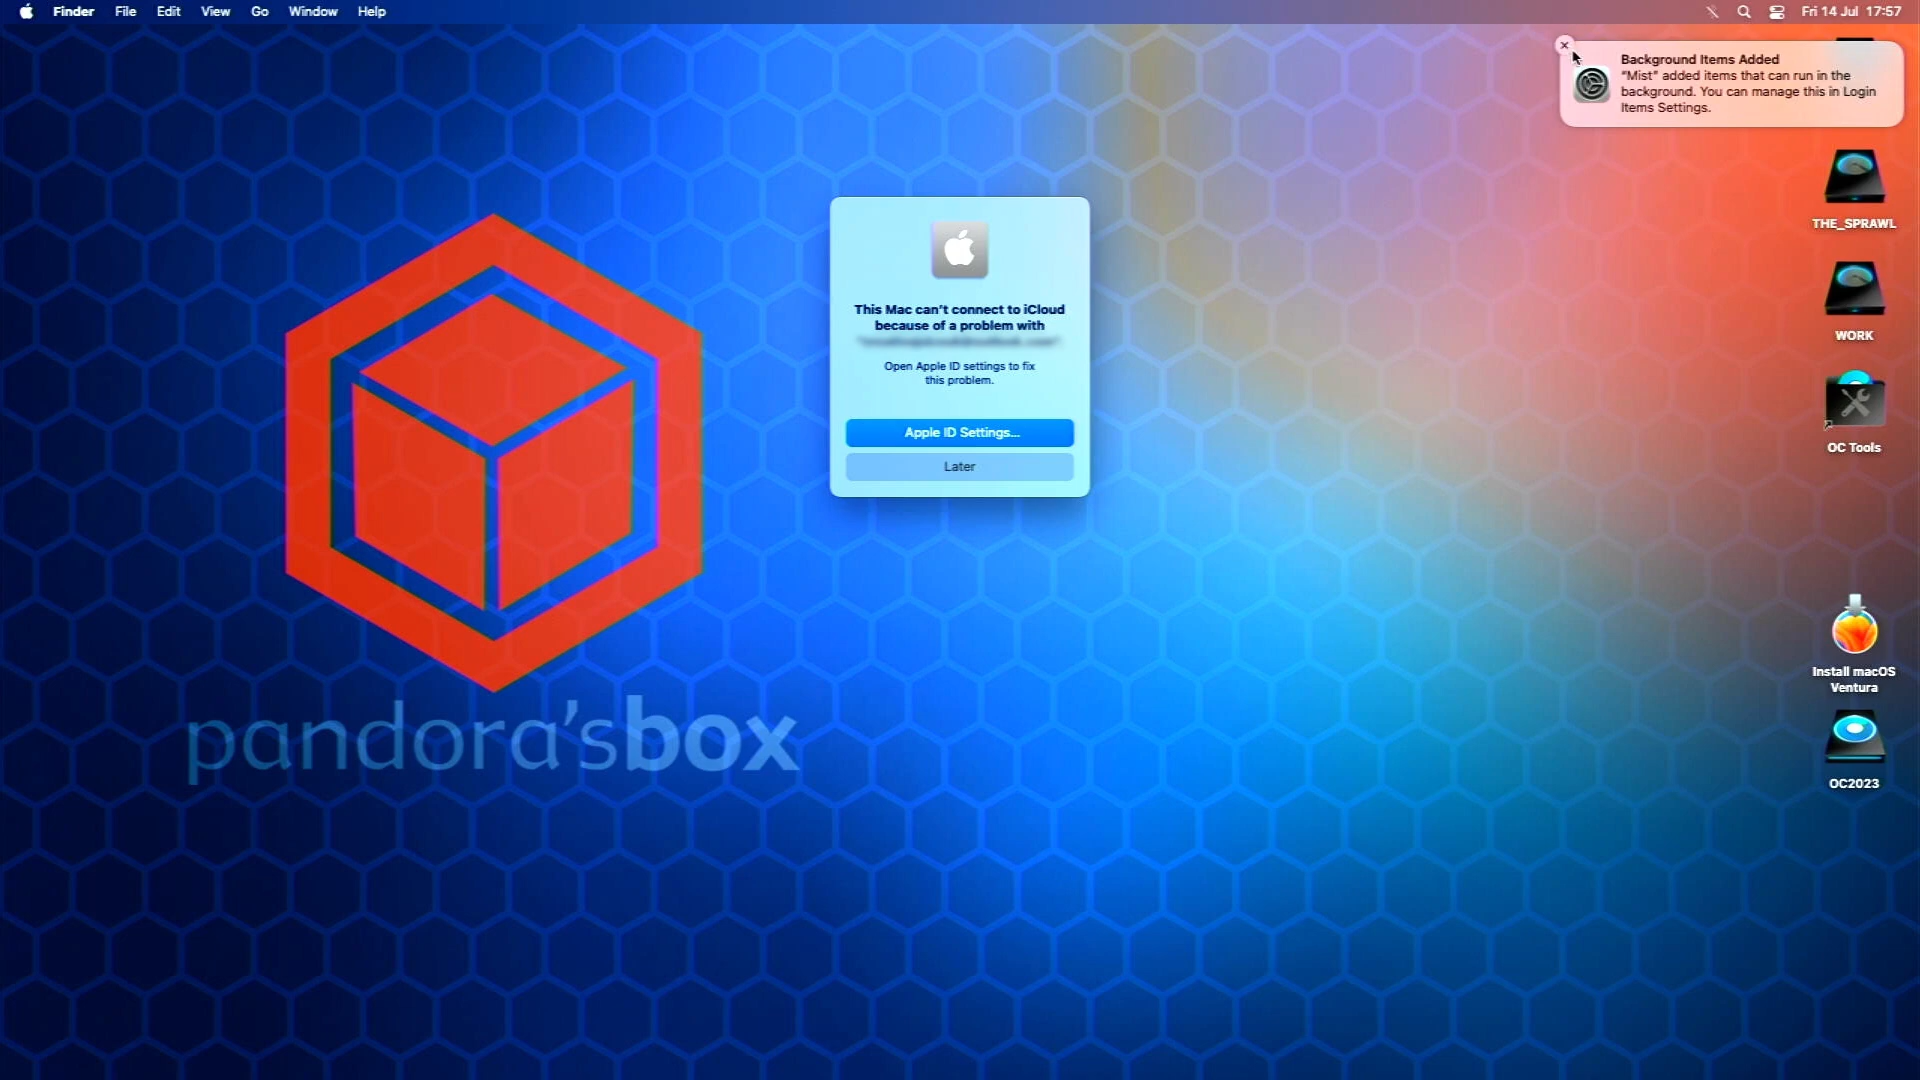 Finder File Edit View Go Window Help
Fri 14 Jul 17:57
Background Items Added
“Mist” added items that can run in the
background. You can manage this in Login
Items Settings.
This Mac can’t connect to iCloud
because of a problem with
Open Apple ID settings to fix
this problem.
Apple ID Settings...
Later
THE_SPRAWL
WORK
OC Tools
Install macOS
Ventura
OC2023
pandora’sbox